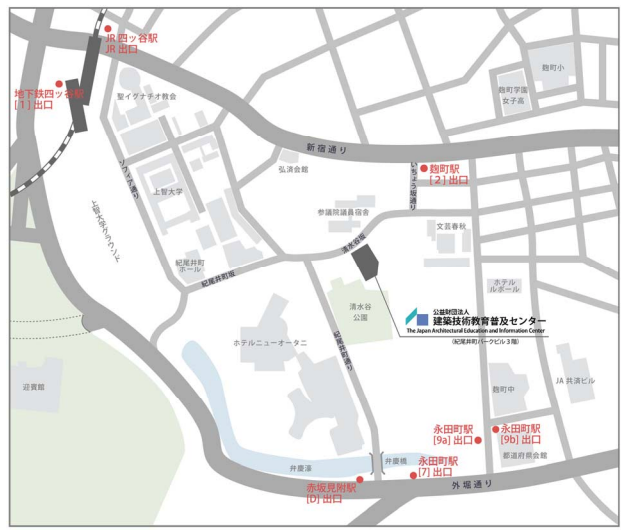 JR 四ッ谷駅
JR 出口
地下鉄四ッ谷駅
[ 1 ] 出口
聖イグナチオ教会
麹町小
麹町学園
女子高
新宿通り
ソフィア通り
上智大学
弘済会館
いちょう坂通り
麹町駅
[ 2 ] 出口
上智大学グラウンド
参議院議員宿舎
清水谷坂
文芸春秋
紀尾井町
ホール
紀尾井町坂
ホテル
ルポール
清水谷
公園
公益財団法人
建築技術教育普及センター
The Japan Architectural Education and Information Center
（紀尾井町パークビル 3 階）
ホテルニューオータニ
紀尾井町通り
迎賓館
麹町中
JA 共済ビル
永田町駅
[9a] 出口
永田町駅
[9b] 出口
都道府県会館
弁慶濠
弁慶橋
永田町駅
[7] 出口
赤坂見附駅
[D] 出口
外堀通り